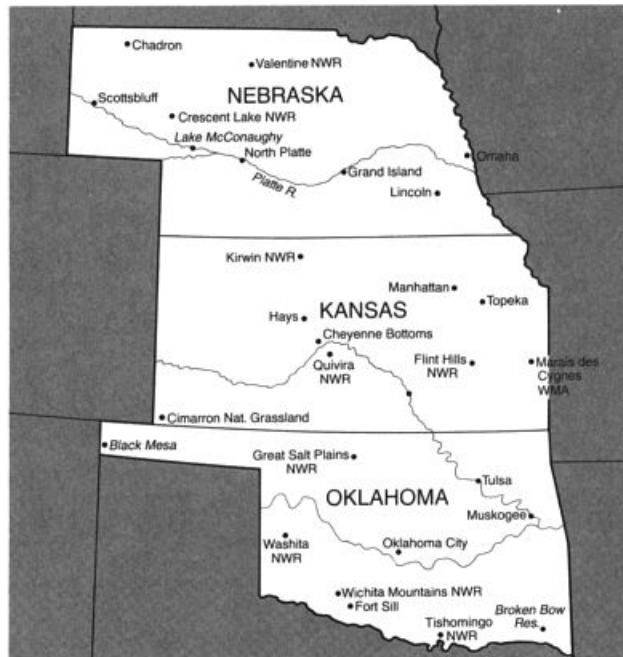 Chadron
Valentine NWR
NEBRASKA
Scottsbluff
Crescent Lake NWR
Lake McConaughy
North Platte
Omaha
Platte R.
Grand Island
Lincoln
Kirwin NWR
Manhattan
Topeka
KANSAS
Hays
Cheyenne Bottoms
Quivira
NWR
Flint Hills
NWR
Marais des
Cygnes
WMA
Cimarron Nat. Grassland
Black Mesa
Great Salt Plains
NWR
Tulsa
OKLAHOMA
Muskogee
Washita
NWR
Oklahoma City
Wichita Mountains NWR
Fort Sill
Tishomingo
NWR
Broken Bow
Res.